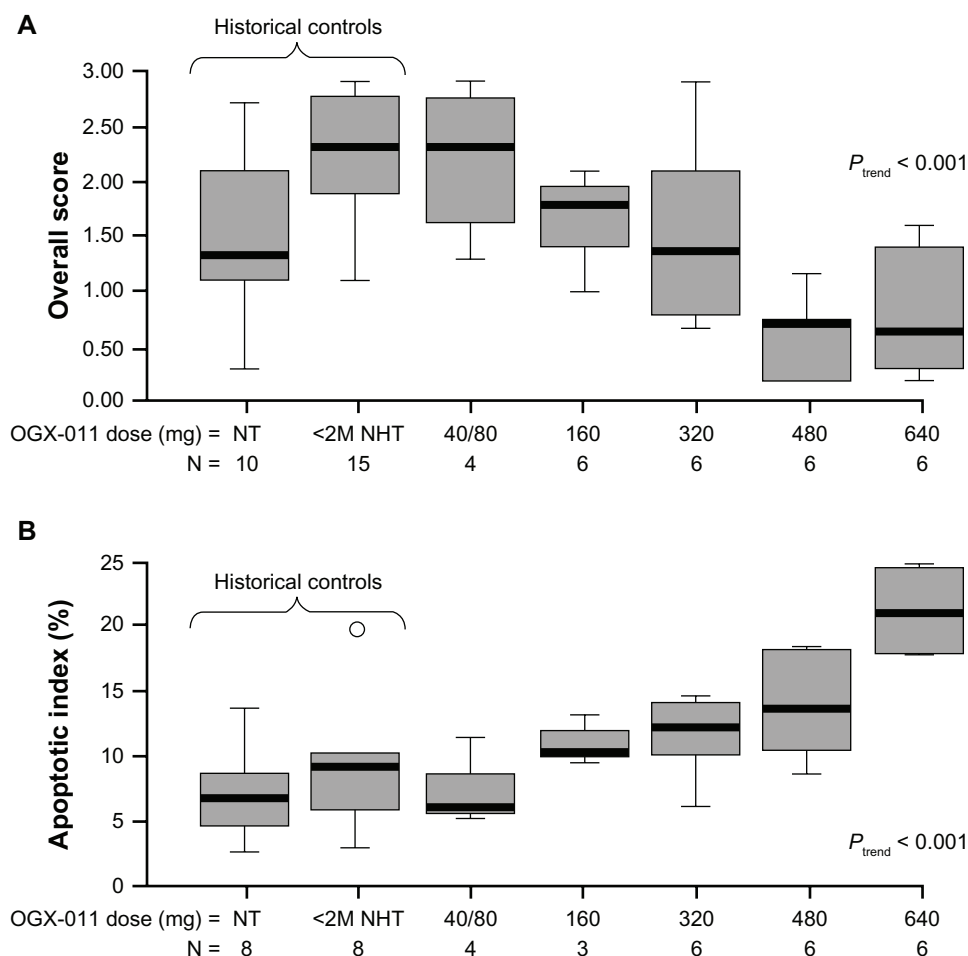 A
Historical controls
3.00
2.50
2.00
1.50
1.00
0.50
0.00
Overall score
Ptrend < 0.001
OGX-011 dose (mg) = NT <2M NHT 40/80 160 320 480 640
N = 10 15 4 6 6 6 6
B
Historical controls
25
20
15
10
5
0
Apoptotic index (%)
Ptrend < 0.001
OGX-011 dose (mg) = NT <2M NHT 40/80 160 320 480 640
N = 8 8 4 3 6 6 6